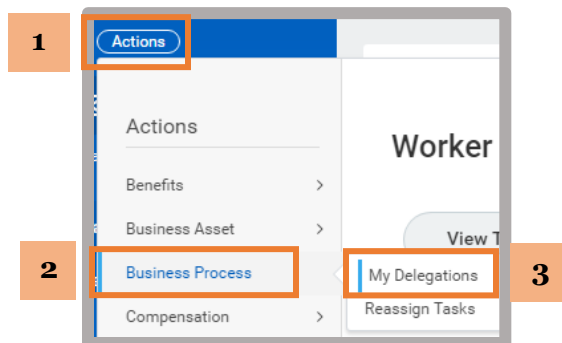 1
Actions
Actions
Worker
Benefits
Business Asset
View T
2
Business Process
My Delegations
3
Compensation
Reassign Tasks